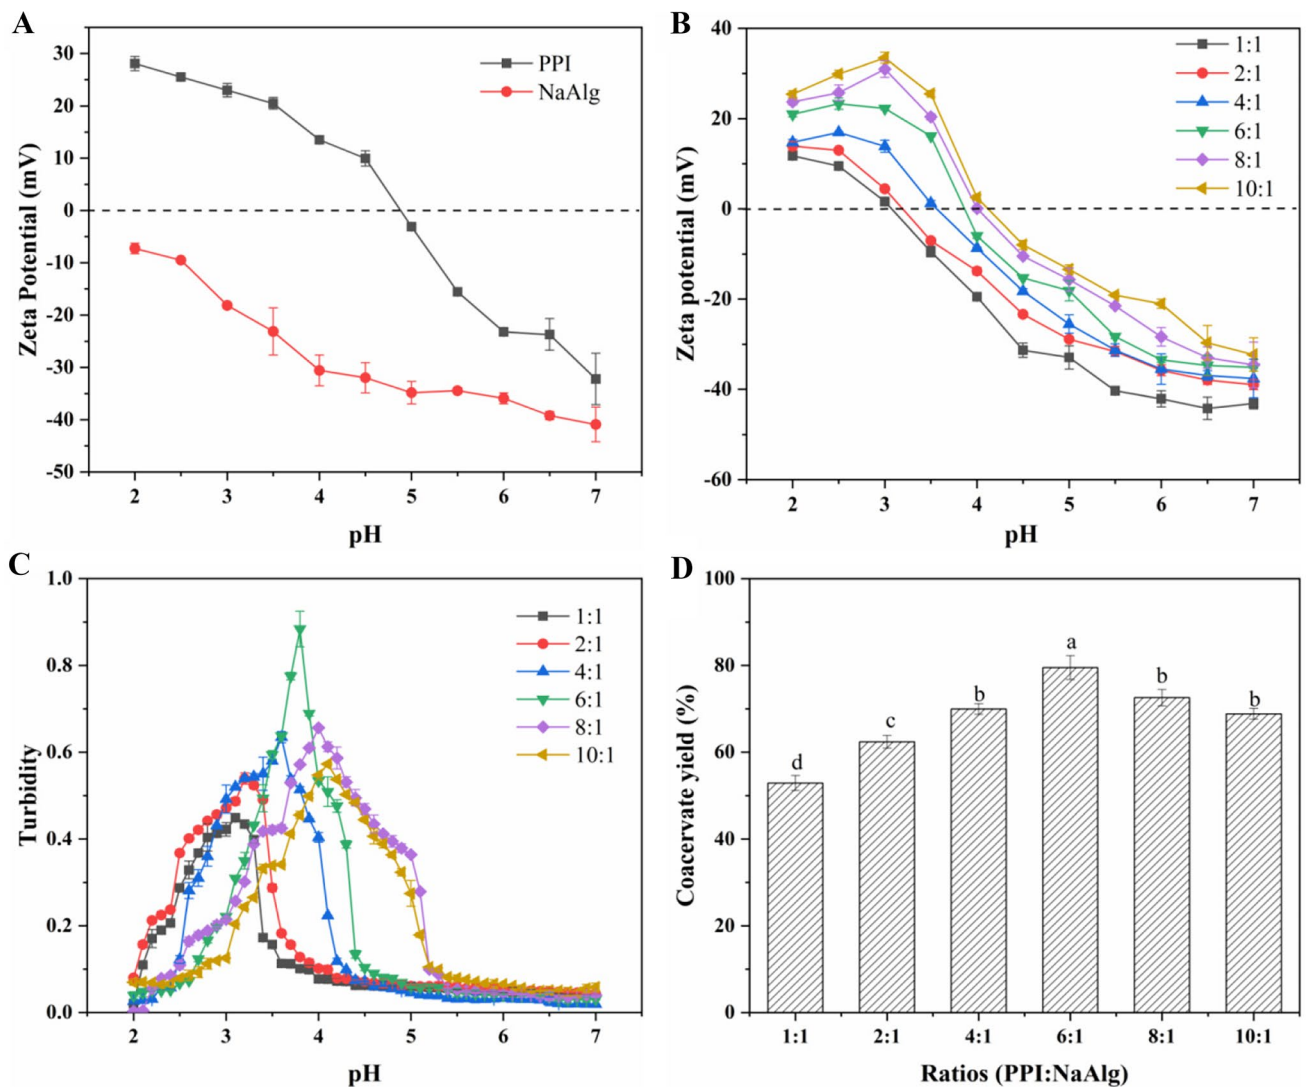 A
30
20
10
0
-10
-20
-30
-40
-50
Zeta Potential (mV)
PPI
NaAlg
2 3 4 5 6 7
pH
B
40
20
0
-20
-40
-60
Zeta potential (mV)
1:1
2:1
4:1
6:1
8:1
10:1
2 3 4 5 6 7
pH
C
1.0
0.8
0.6
0.4
0.2
0.0
Turbidity
1:1
2:1
4:1
6:1
8:1
10:1
2 3 4 5 6 7
pH
D
100
80
60
40
20
0
Coacervate yield (%)
d c b a b b
1:1 2:1 4:1 6:1 8:1 10:1
Ratios (PPI:NaAlg)